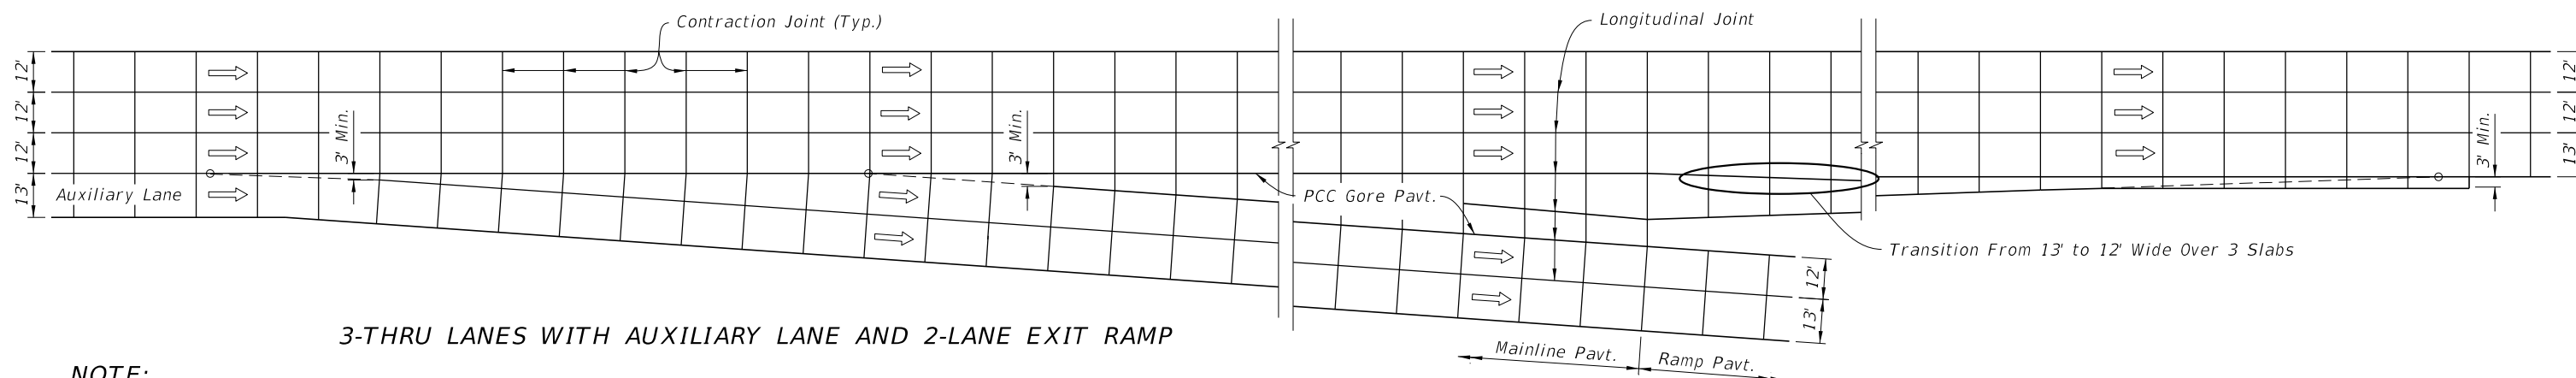 Contraction Joint (Typ.)
Longitudinal Joint
12'
12'
12'
13'
Auxiliary Lane
3' Min.
3' Min.
PCC Gore Pavt.
12'
12'
13'
3' Min.
Transition From 13' to 12' Wide Over 3 Slabs
12'
13'
Mainline Pavt.
Ramp Pavt.
3-THRU LANES WITH AUXILIARY LANE AND 2-LANE EXIT RAMP
NOTE: